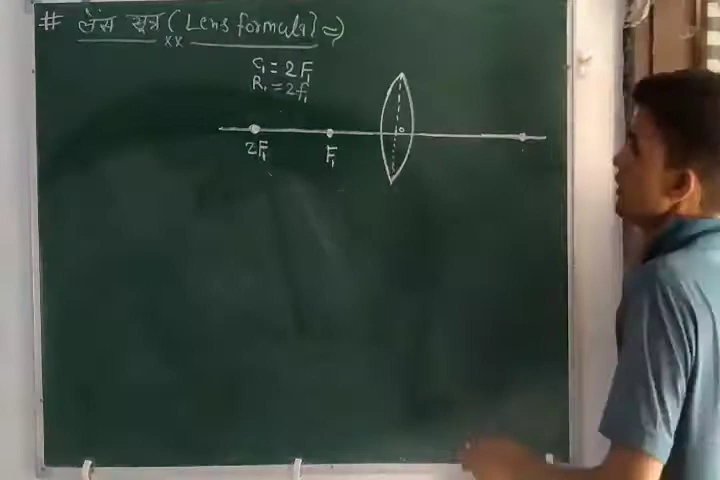 # लेंस सूत्र (Lens formula) ⇒
C₁ = 2F₁
R₁ = 2f₁
2F₁ F₁ o